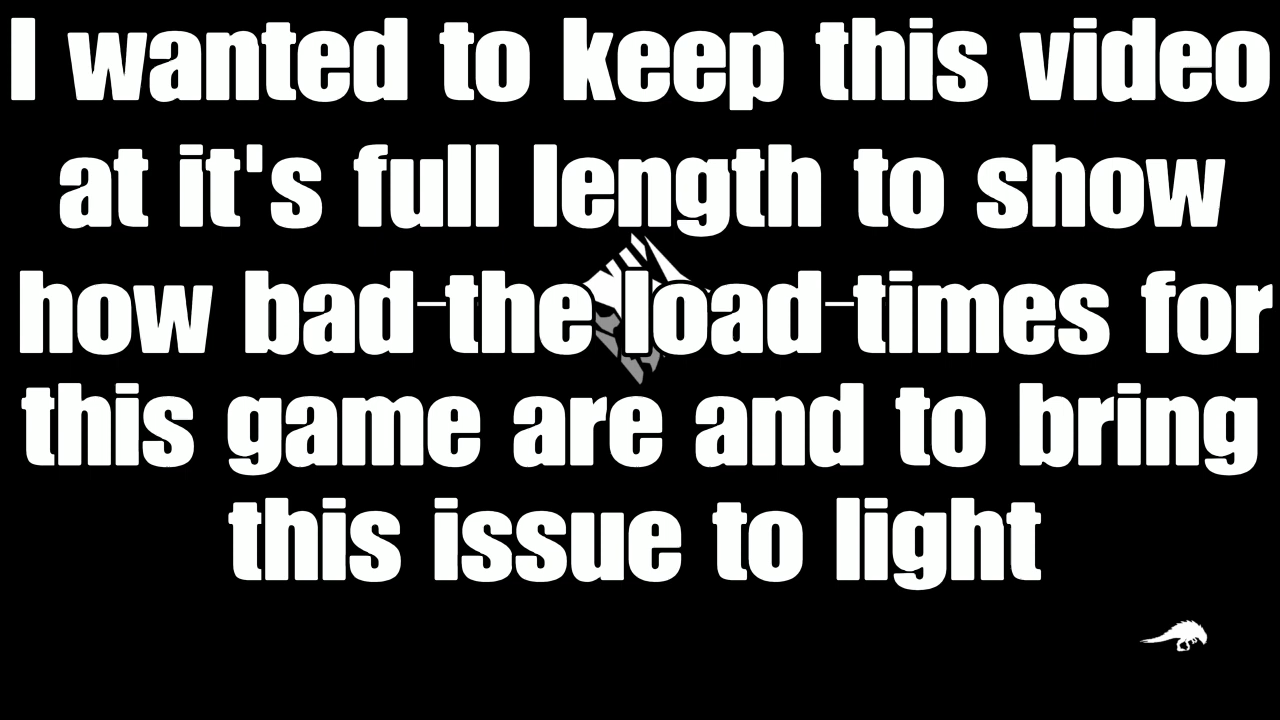 I wanted to keep this video
at it's full length to show
how bad the load times for
this game are and to bring
this issue to light